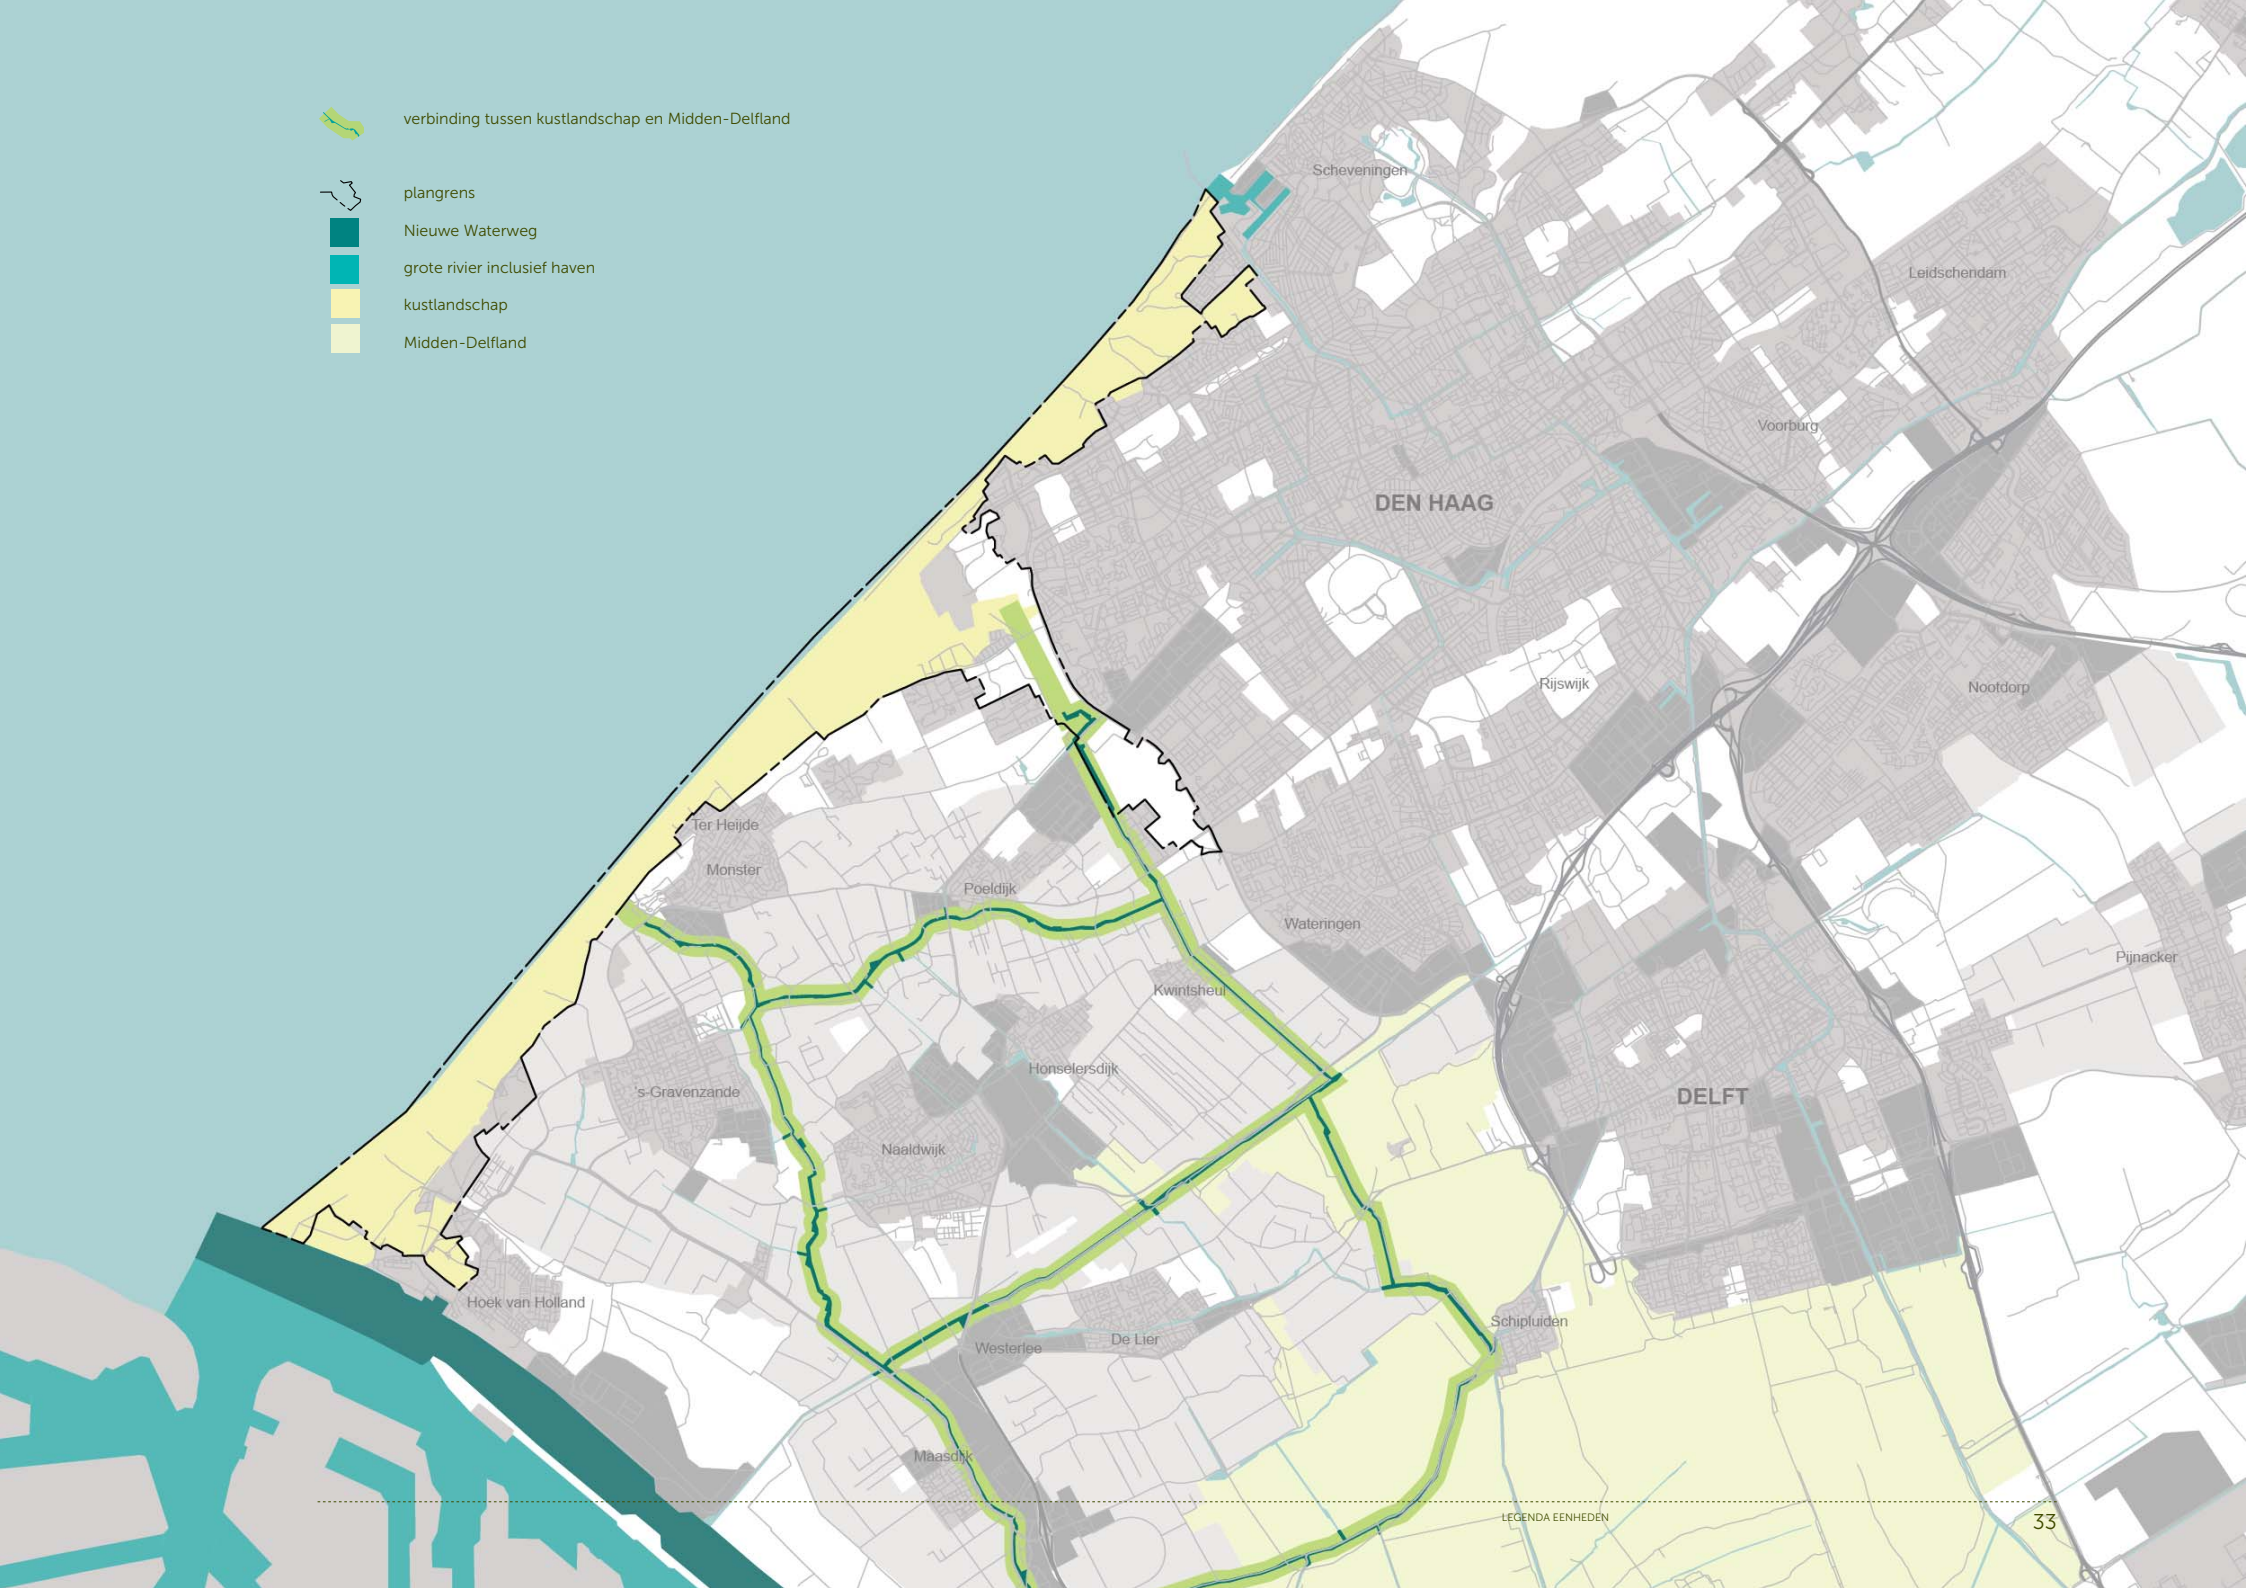 verbinding tussen kustlandschap en Midden-Delfland
plangrens
Nieuwe Waterweg
grote rivier inclusief haven
kustlandschap
Midden-Delfland
Scheveningen
Leidschendam
Voorburg
DEN HAAG
Rijswijk
Nootdorp
Ter Heijde
Monster
Poeldijk
Wateringen
Pijnacker
Kwintsheul
Honselersdijk
's-Gravenzande
DELFT
Naaldwijk
Hoek van Holland
Schipluiden
De Lier
Westerlee
Maasdijk
LEGENDA EENHEDEN
33